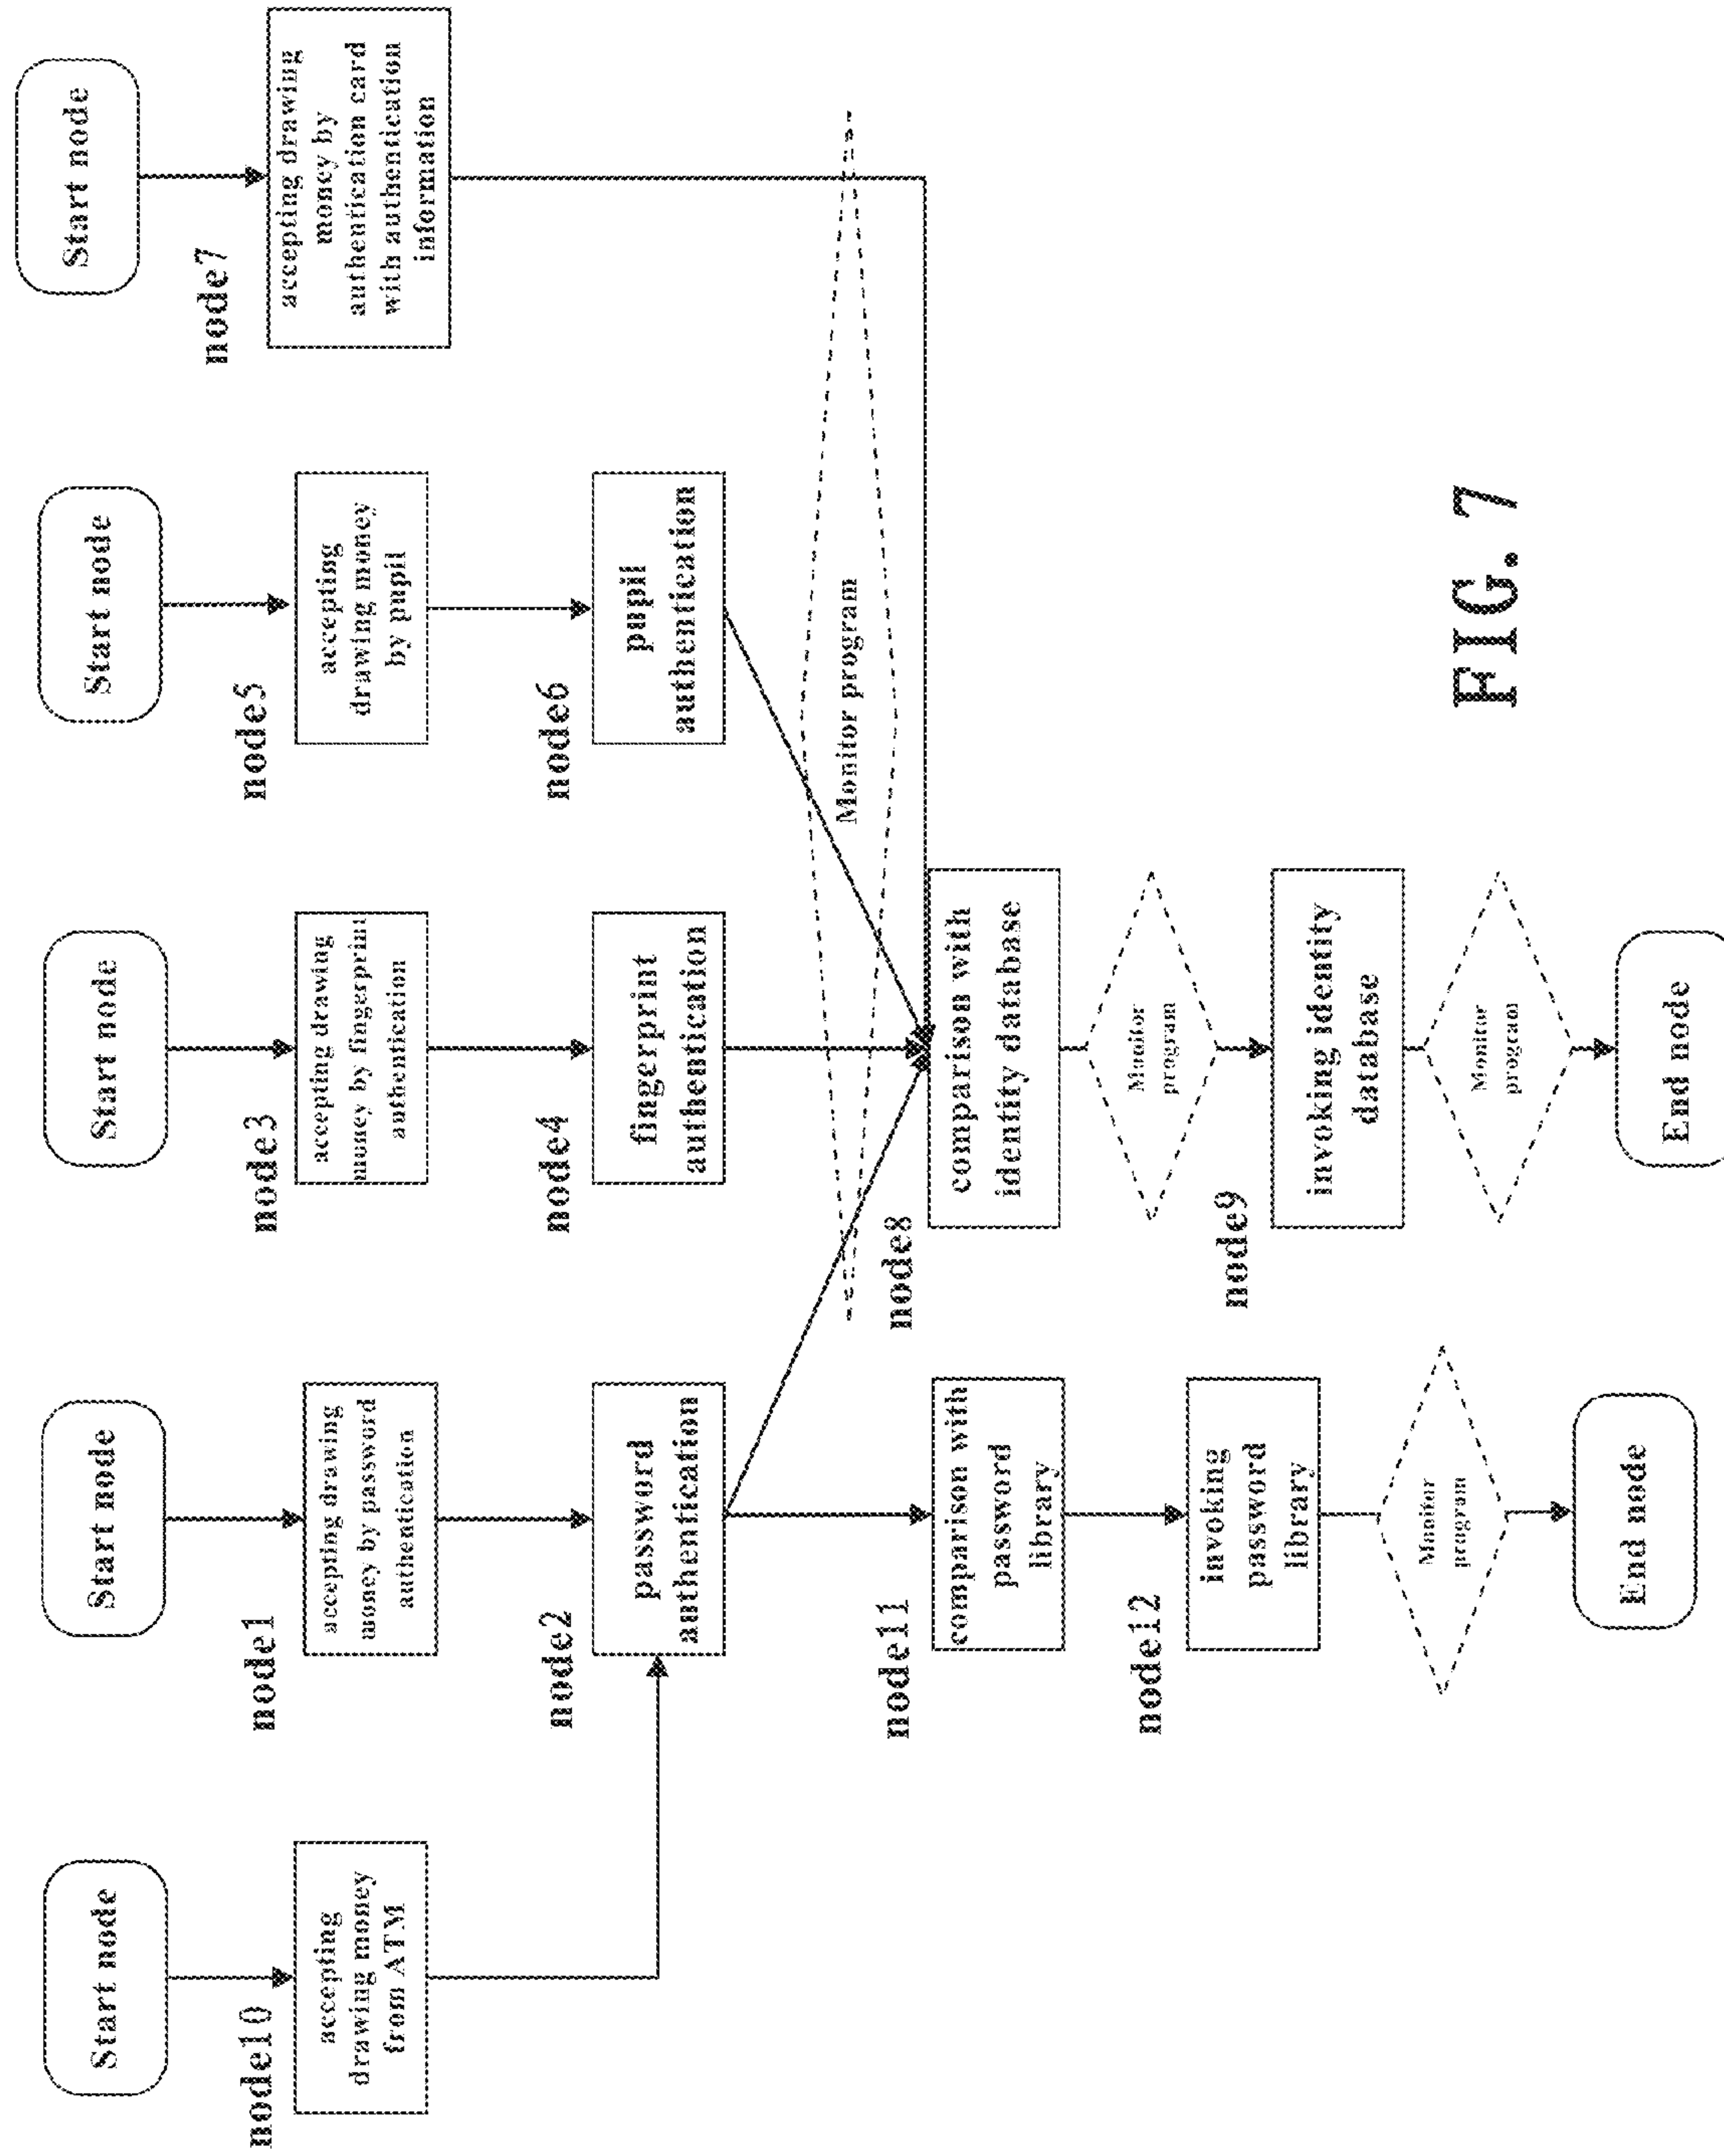 Start node
Start node
Start node
Start node
Start node
node10
accepting
drawing money
from ATM
node1
accepting drawing
money by password
authentication
node3
accepting drawing
money by fingerprint
authentication
node5
accepting
drawing money
by pupil
node7
accepting drawing
money by
authentication card
with authentication
information
node2
password
authentication
node4
fingerprint
authentication
node6
pupil
authentication
Monitor program
node11
comparison with
password
library
node8
comparison with
identity database
Monitor
program
node12
invoking
password
library
node9
invoking identity
database
Monitor
program
Monitor
program
End node
End node
FIG. 7